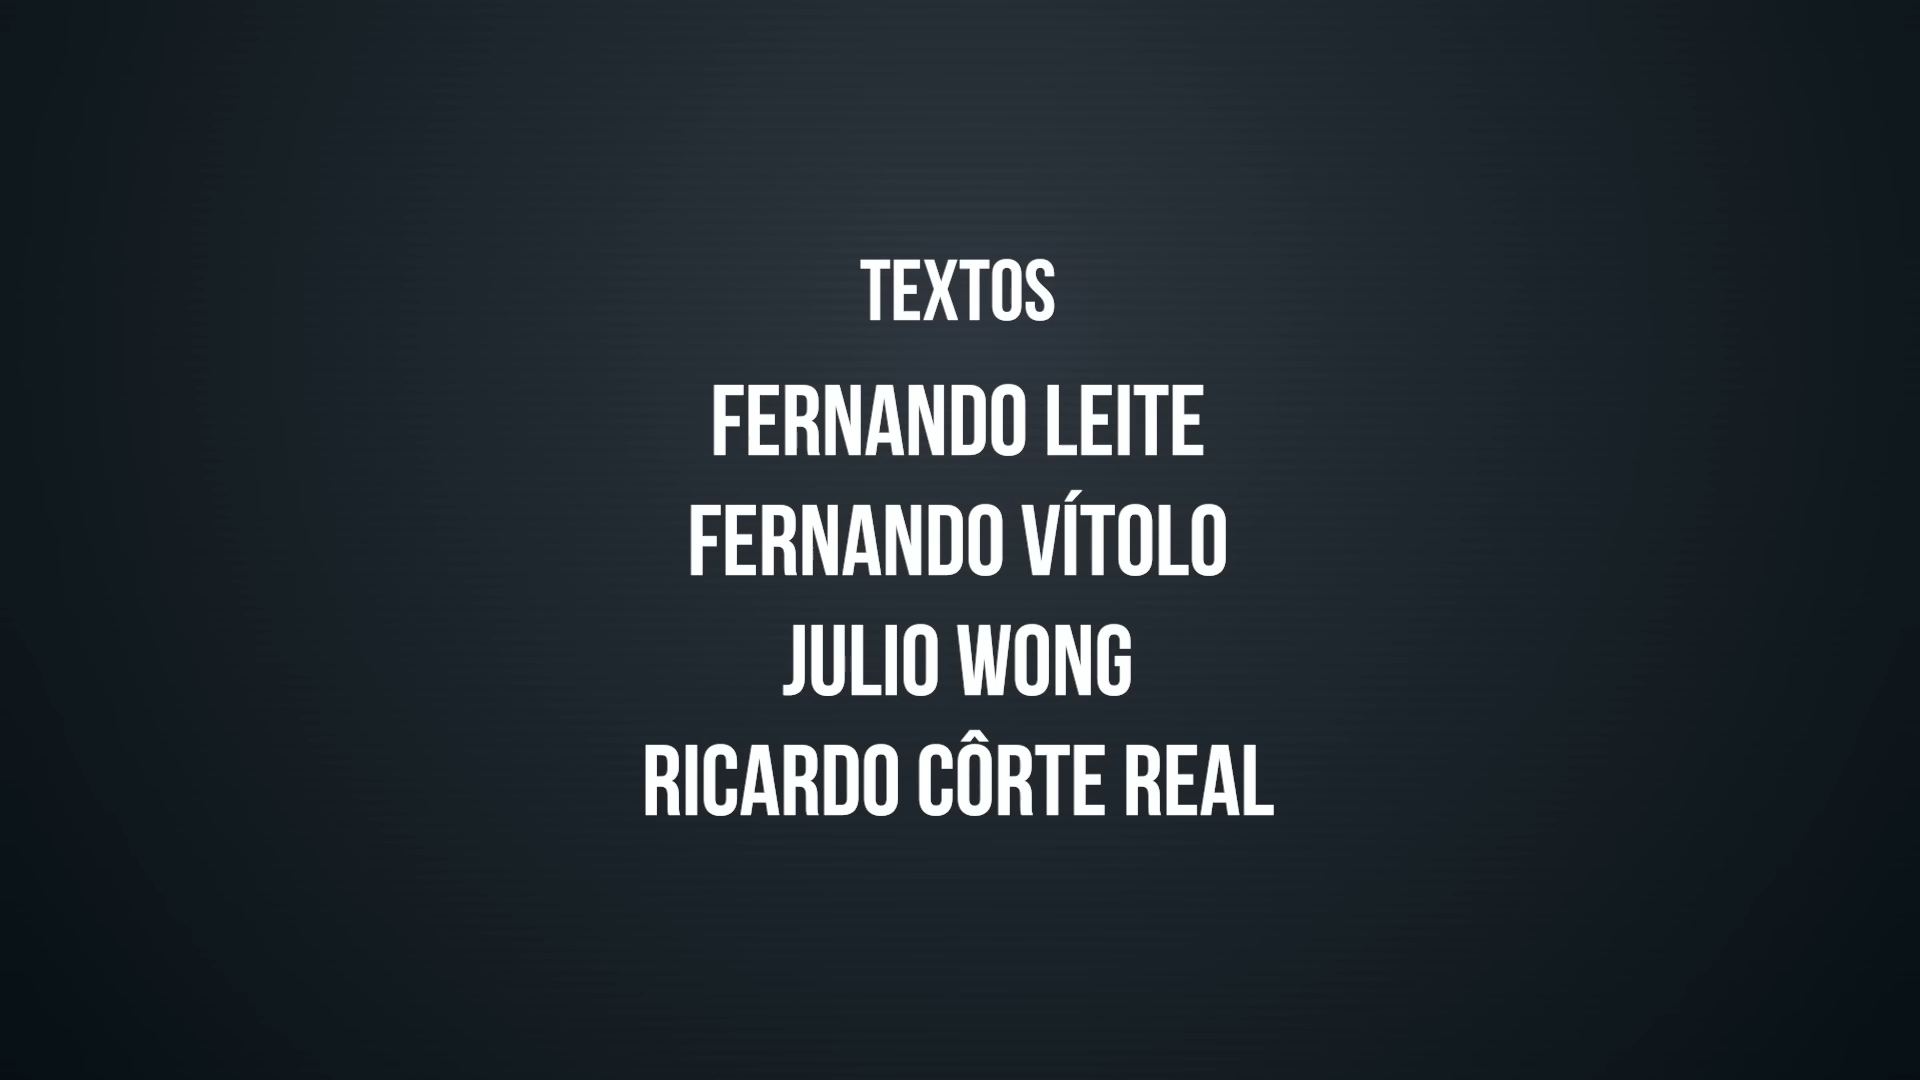 TEXTOS
FERNANDO LEITE
FERNANDO VÍTOLO
JULIO WONG
RICARDO CÔRTE REAL